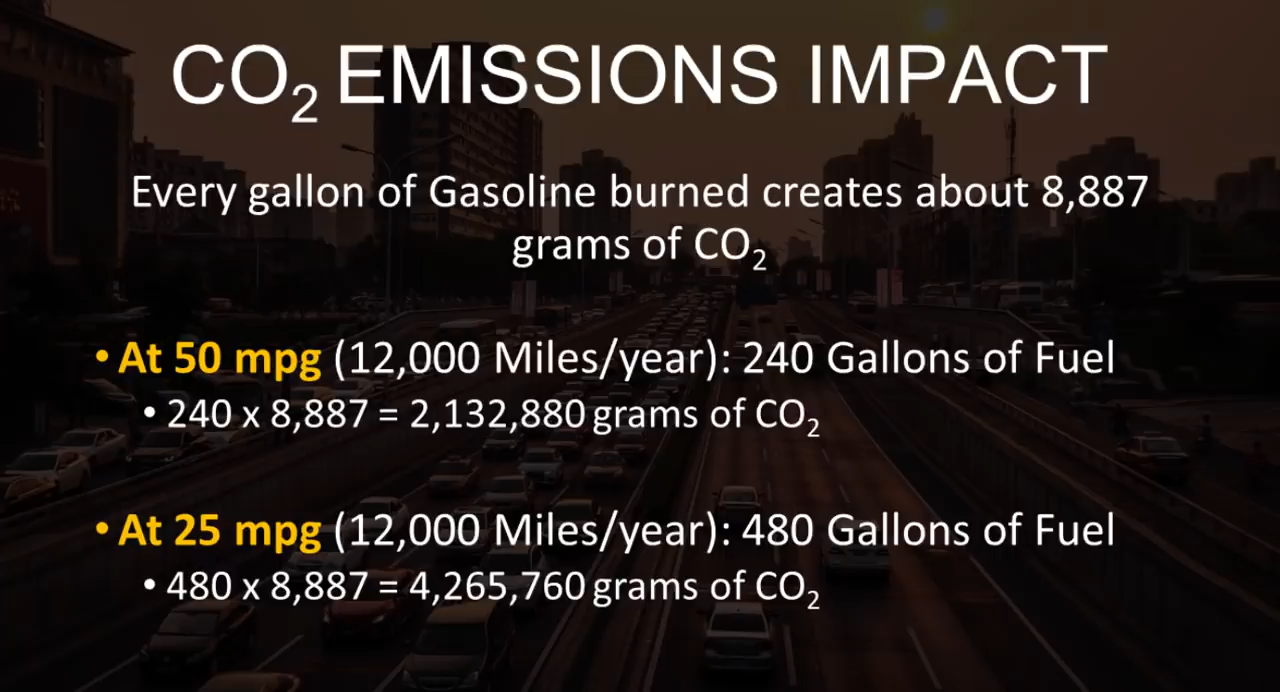 CO₂ EMISSIONS IMPACT
Every gallon of Gasoline burned creates about 8,887
grams of CO₂
• At 50 mpg (12,000 Miles/year): 240 Gallons of Fuel
• 240 x 8,887 = 2,132,880 grams of CO₂
• At 25 mpg (12,000 Miles/year): 480 Gallons of Fuel
• 480 x 8,887 = 4,265,760 grams of CO₂